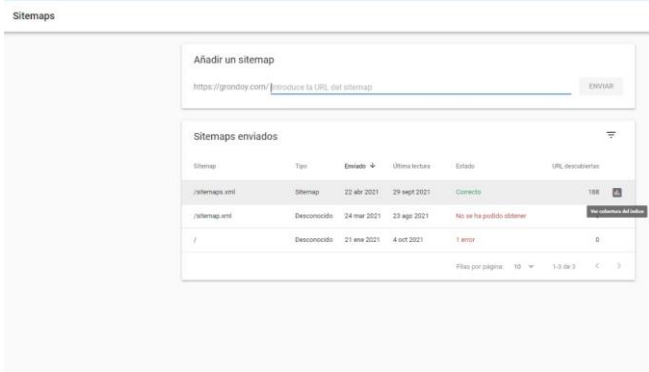 Sitemaps
Añadir un sitemap
https://grondoy.com/ Introduce la URL del sitemap ENVIAR
Sitemaps enviados
Sitemap Tipo Enviado Última lectura Estado URL descubiertas
/sitemaps.xml Sitemap 22 abr 2021 29 sept 2021 Correcto 168
Ver cobertura del índice
/sitemap.xml Desconocido 24 mar 2021 23 ago 2021 No se ha podido obtener
/ Desconocido 21 ene 2021 4 oct 2021 1 error 0
Filas por página: 10 1-3 de 3